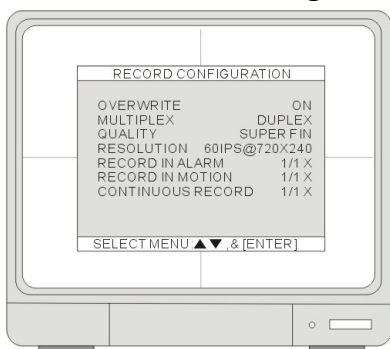 RECORD CONFIGURATION
OVERWRITE ON
MULTIPLEX DUPLEX
QUALITY SUPER FIN
RESOLUTION 60IPS@720X240
RECORD IN ALARM 1/1 X
RECORD IN MOTION 1/1 X
CONTINUOUS RECORD 1/1 X
SELECT MENU:▲▼,& [ENTER]